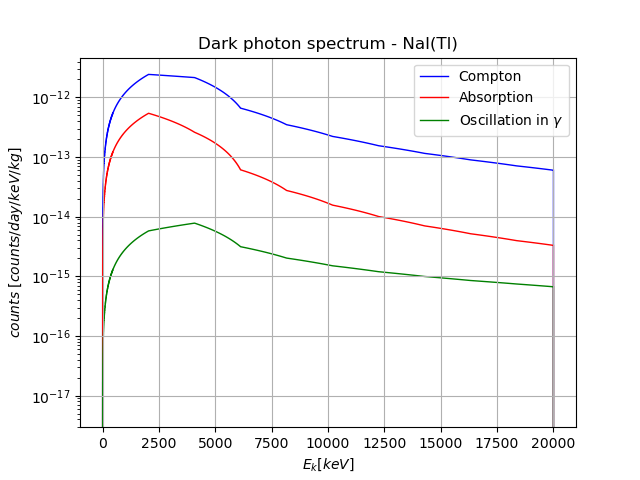 Dark photon spectrum - NaI(Tl)
Compton
Absorption
Oscillation in γ
10⁻¹²
10⁻¹³
10⁻¹⁴
10⁻¹⁵
10⁻¹⁶
10⁻¹⁷
counts [counts/day/keV/kg]
0 2500 5000 7500 10000 12500 15000 17500 20000
Eₖ[keV]